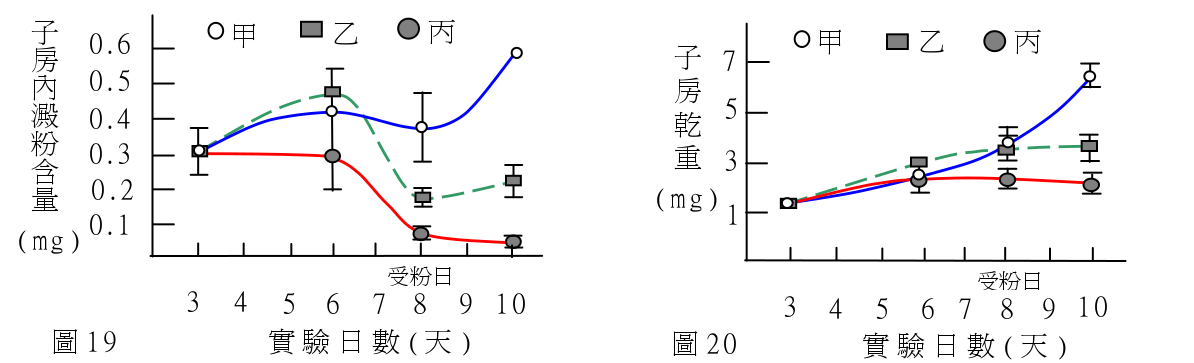 甲 乙 丙
子房內澱粉含量
(mg)
0.6
0.5
0.4
0.3
0.2
0.1
受粉日
3 4 5 6 7 8 9 10
實驗日數(天)
圖19
甲 乙 丙
子房乾重
(mg)
7
5
3
1
受粉日
3 4 5 6 7 8 9 10
實驗日數(天)
圖20